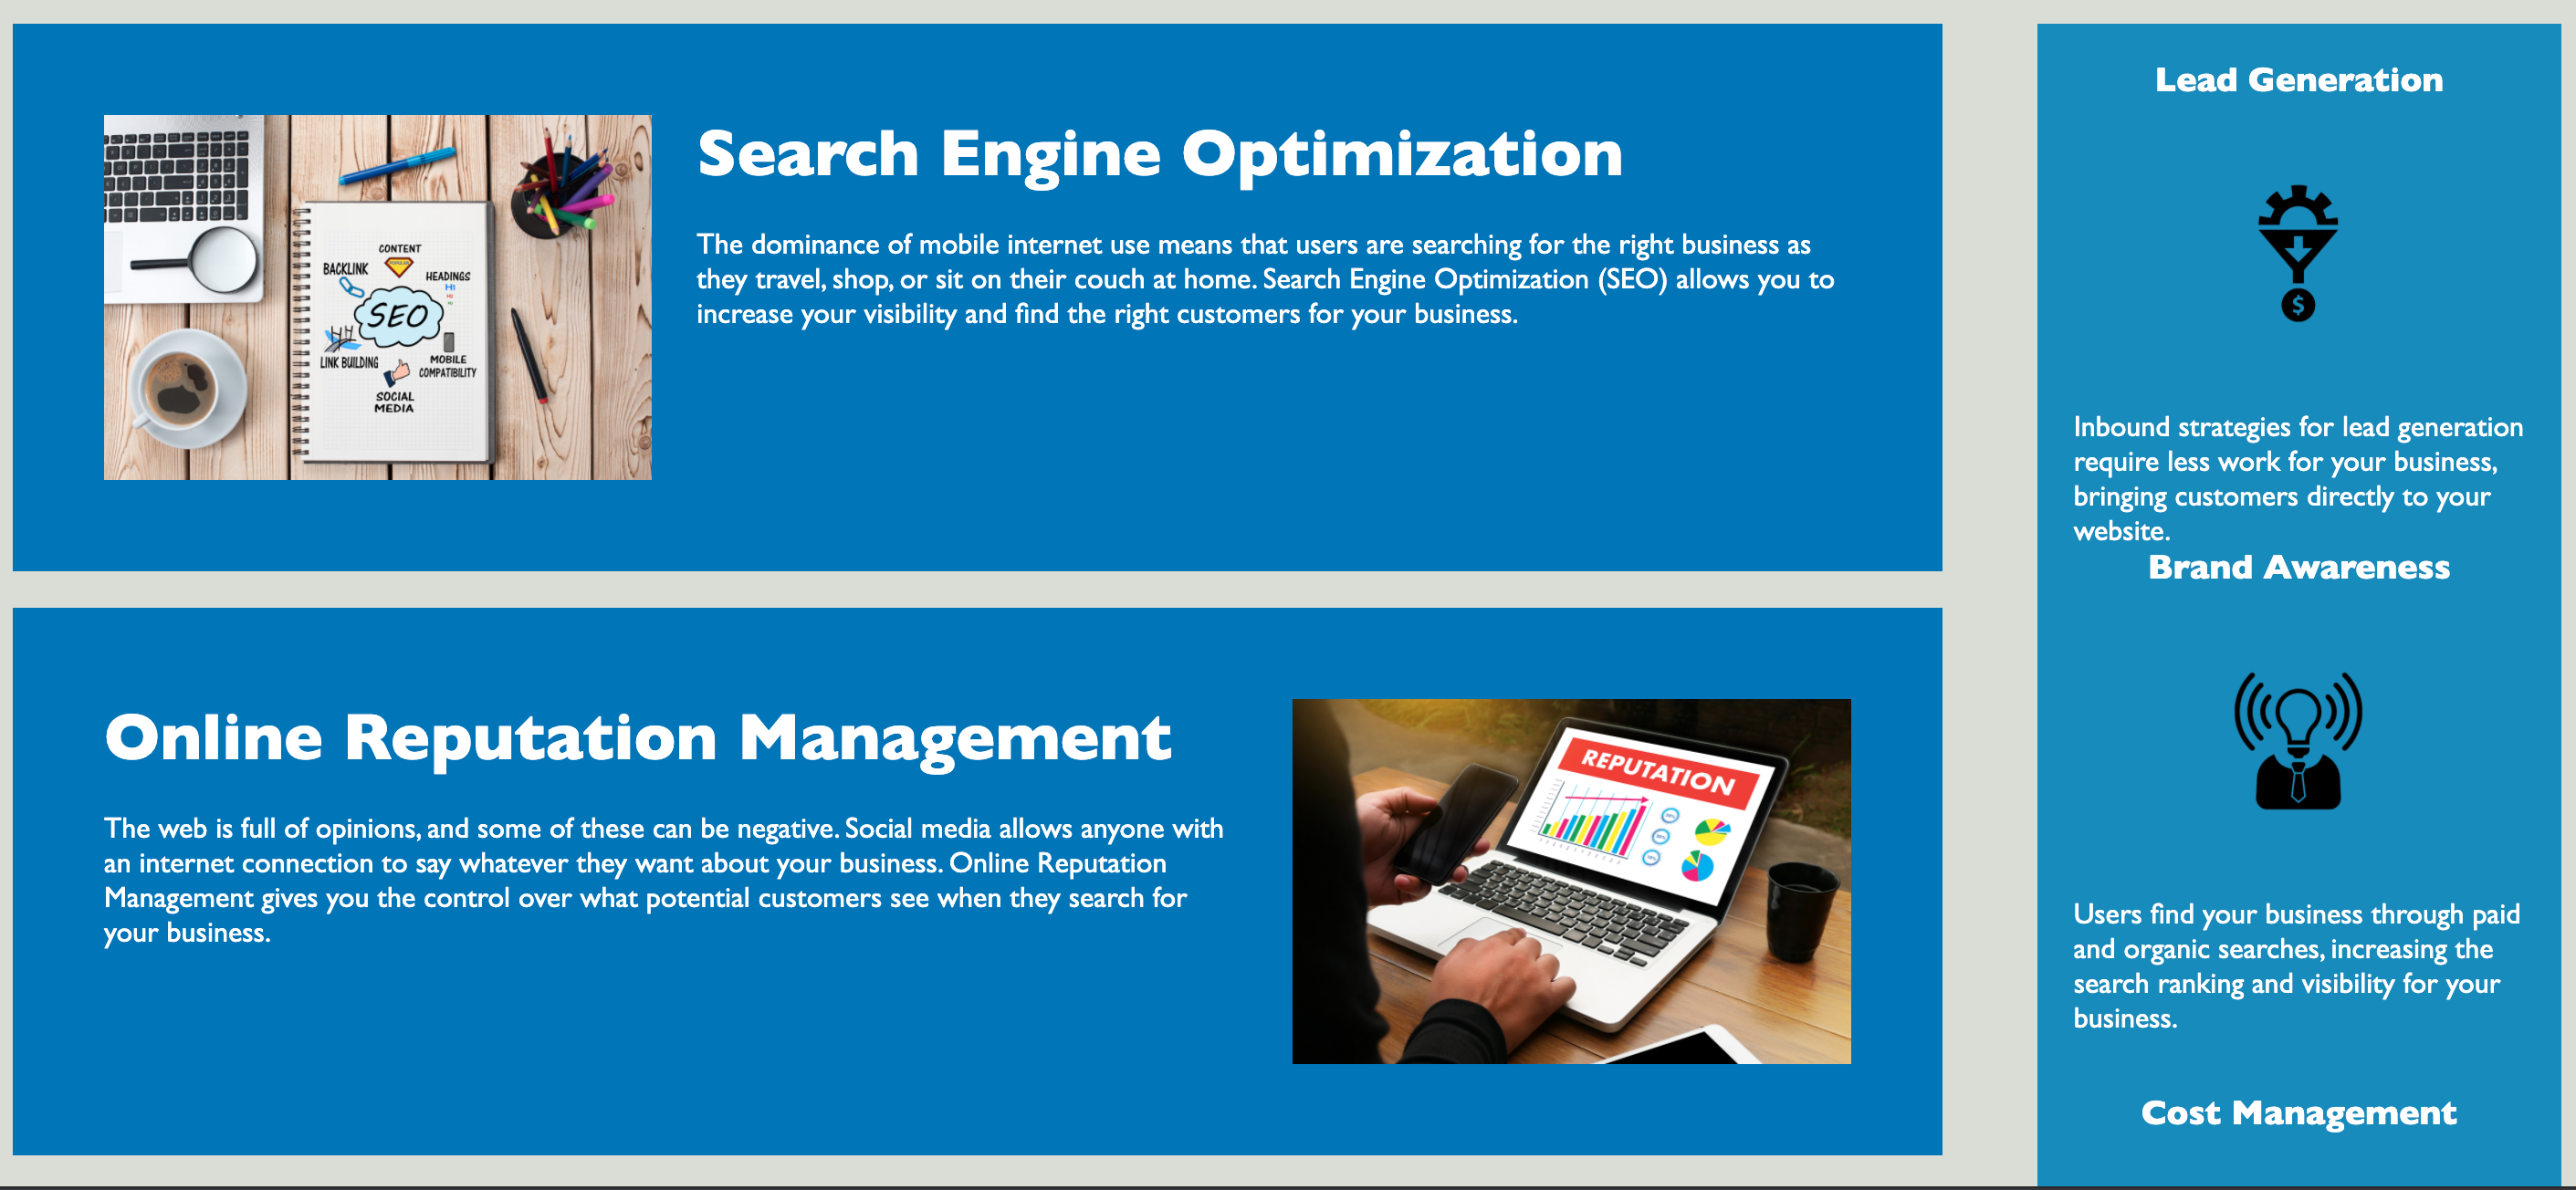 Search Engine Optimization
The dominance of mobile internet use means that users are searching for the right business as
they travel, shop, or sit on their couch at home. Search Engine Optimization (SEO) allows you to
increase your visibility and find the right customers for your business.
CONTENT
BACKLINK
HEADINGS
H1
SEO
LINK BUILDING
MOBILE
COMPATIBILITY
SOCIAL
MEDIA
Online Reputation Management
The web is full of opinions, and some of these can be negative. Social media allows anyone with
an internet connection to say whatever they want about your business. Online Reputation
Management gives you the control over what potential customers see when they search for
your business.
REPUTATION
Lead Generation
$
Inbound strategies for lead generation
require less work for your business,
bringing customers directly to your
website.
Brand Awareness
Users find your business through paid
and organic searches, increasing the
search ranking and visibility for your
business.
Cost Management